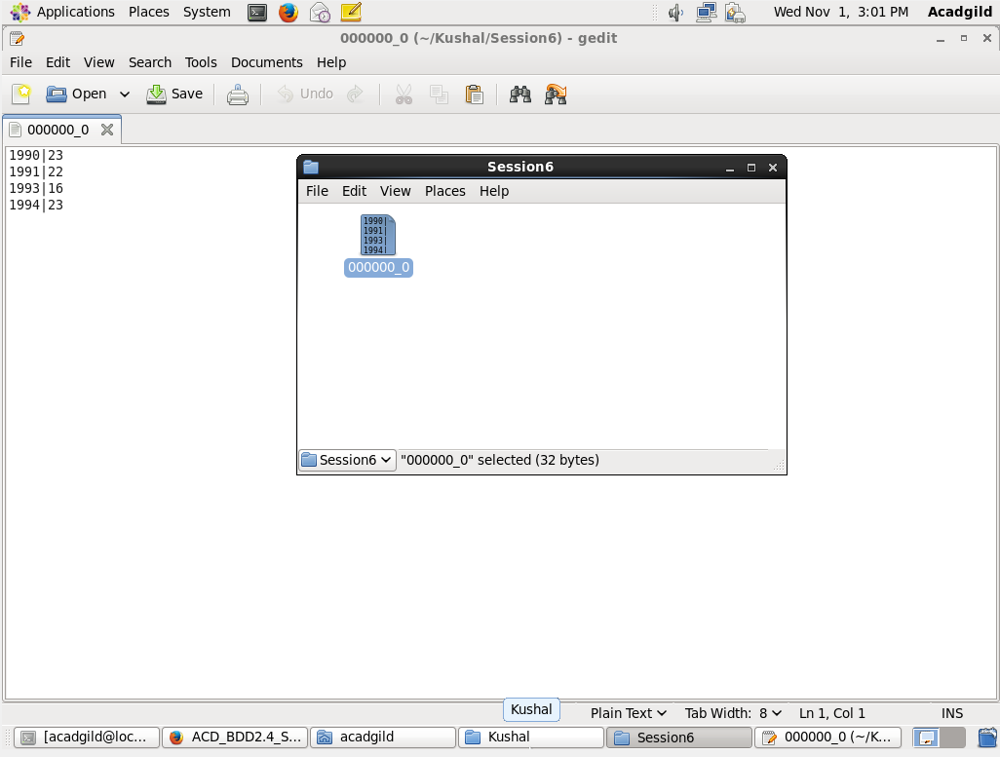 Applications Places System Wed Nov 1, 3:01 PM Acadgild
000000_0 (~/Kushal/Session6) - gedit
File Edit View Search Tools Documents Help
Open Save Undo
000000_0
1990|23
1991|22
1993|16
1994|23
Session6
File Edit View Places Help
1990|
1991|
1993|
1994|
000000_0
Session6 "000000_0" selected (32 bytes)
Kushal
Plain Text Tab Width: 8 Ln 1, Col 1 INS
[acadgild@loc... ACD_BDD2.4_S... acadgild Kushal Session6 000000_0 (~/K...